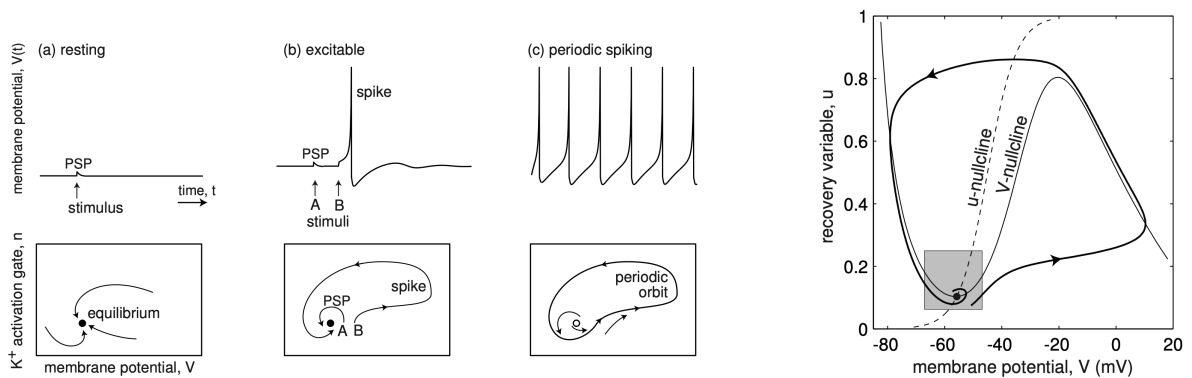 (a) resting
(b) excitable
(c) periodic spiking
membrane potential, V(t)
PSP
stimulus
time, t
spike
PSP
A B
stimuli
K+ activation gate, n
equilibrium
membrane potential, V
PSP
A B
spike
periodic
orbit
1
0.8
0.6
0.4
0.2
0
recovery variable, u
u-nullcline
V-nullcline
-80 -60 -40 -20 0 20
membrane potential, V (mV)